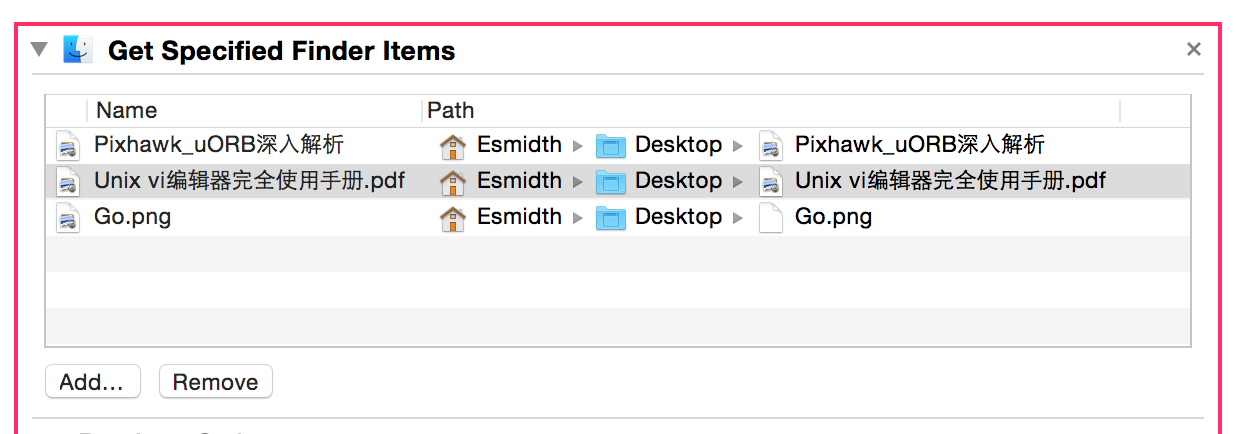 Get Specified Finder Items
Name Path
Pixhawk_uORB深入解析 Esmidth Desktop Pixhawk_uORB深入解析
Unix vi编辑器完全使用手册.pdf Esmidth Desktop Unix vi编辑器完全使用手册.pdf
Go.png Esmidth Desktop Go.png
Add... Remove